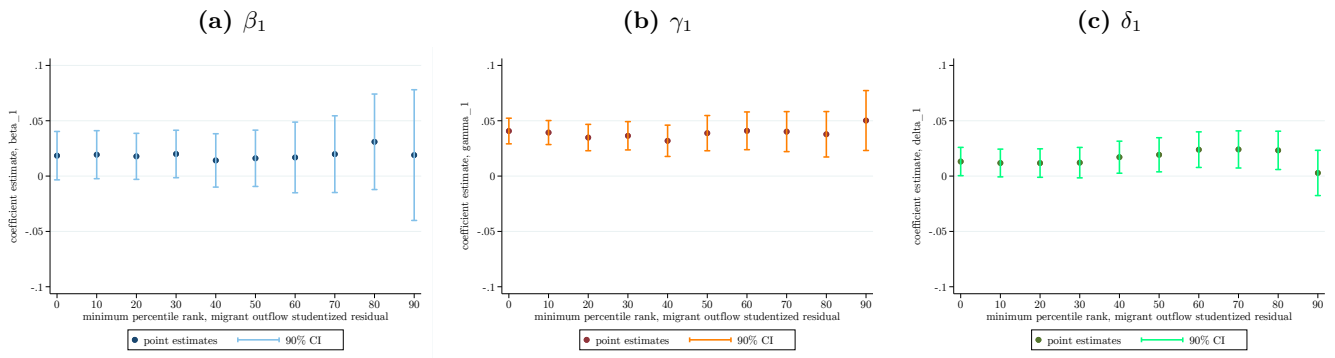 (a) β₁
(b) γ₁
(c) δ₁
coefficient estimate, beta_1
.1
.05
0
-.05
-.1
0 10 20 30 40 50 60 70 80 90
minimum percentile rank, migrant outflow studentized residual
point estimates 90% CI
coefficient estimate, gamma_1
.1
.05
0
-.05
-.1
0 10 20 30 40 50 60 70 80 90
minimum percentile rank, migrant outflow studentized residual
point estimates 90% CI
coefficient estimate, delta_1
.1
.05
0
-.05
-.1
0 10 20 30 40 50 60 70 80 90
minimum percentile rank, migrant outflow studentized residual
point estimates 90% CI